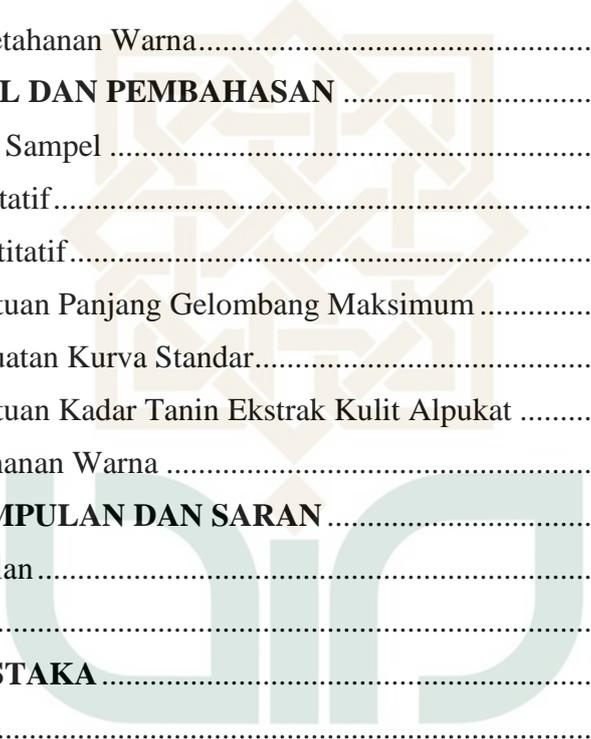 etahanan Warna..................................................
L DAN PEMBAHASAN ...............................
Sampel .............................................................
tatif....................................................................
titatif..................................................................
tuan Panjang Gelombang Maksimum ..............
uatan Kurva Standar..........................................
tuan Kadar Tanin Ekstrak Kulit Alpukat .........
hanan Warna .....................................................
MPULAN DAN SARAN .................................
lan.....................................................................
..........................................................................
STAKA .............................................................
..........................................................................